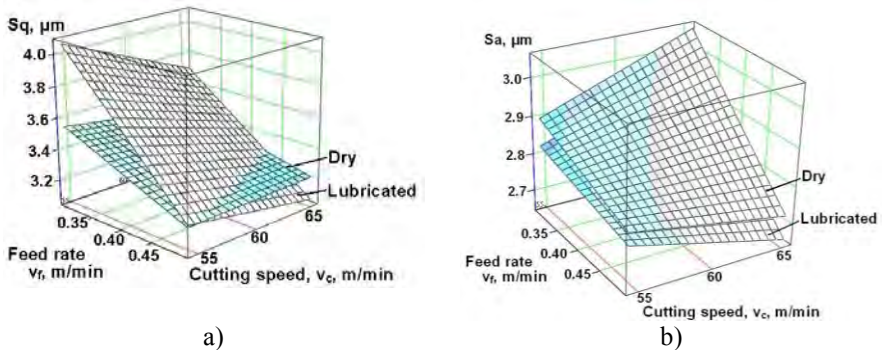 Sq, µm
4.0
3.8
3.6
3.4
3.2
0.35
0.40
0.45
Feed rate
vf, m/min
55
60
65
Cutting speed, vc, m/min
Dry
Lubricated
a)
Sa, µm
3.0
2.9
2.8
2.7
0.35
0.40
0.45
Feed rate
vf, m/min
55
60
65
Cutting speed, vc, m/min
Dry
Lubricated
b)